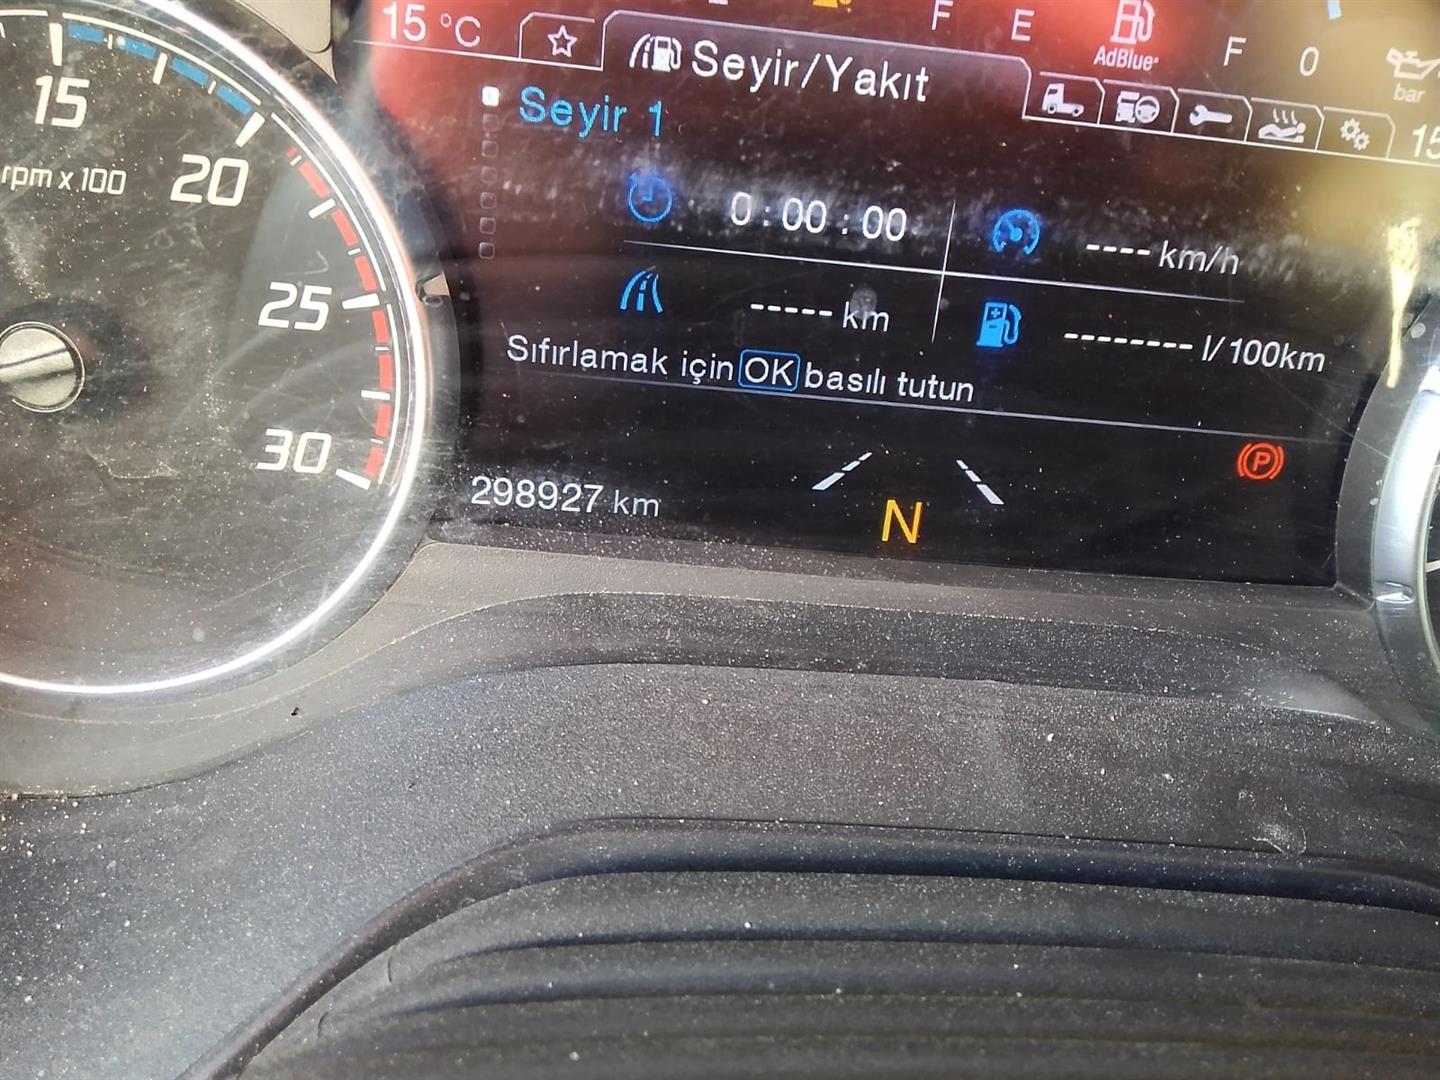 15 °C
F E F 0
AdBlue
bar
Seyir/Yakıt
15
Seyir 1
0:00:00
---- km/h
----- km
-------- l/100km
Sıfırlamak için OK basılı tutun
P
298927 km
N
15
20
rpm x 100
25
30